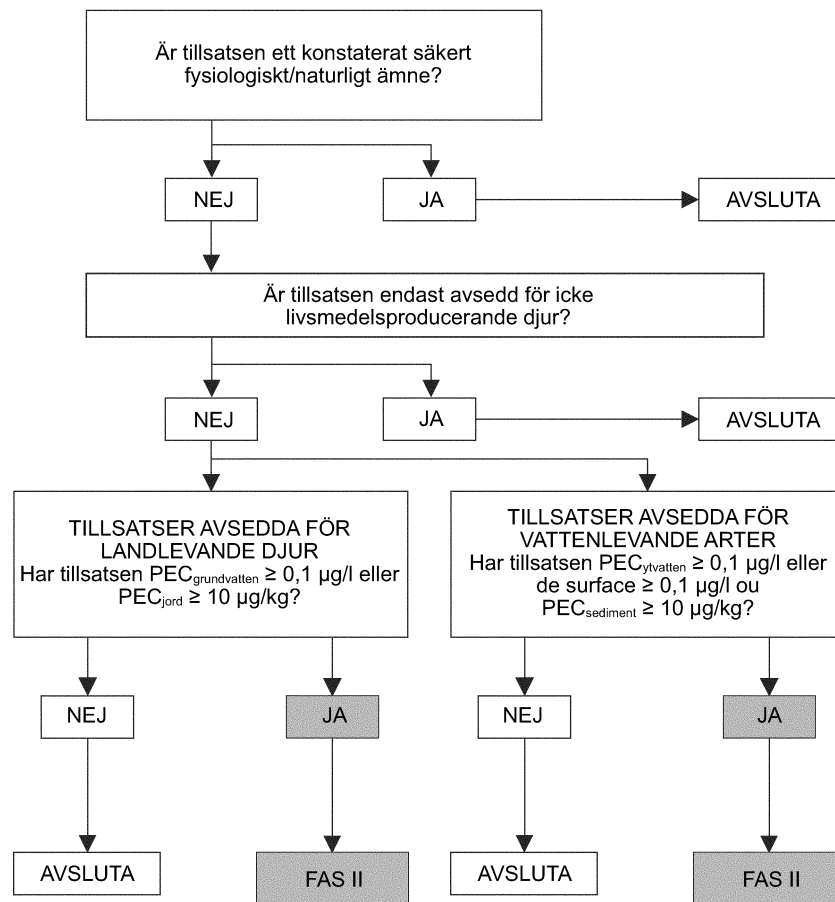 Är tillsatsen ett konstaterat säkert
fysiologiskt/naturligt ämne?
NEJ
JA
AVSLUTA
Är tillsatsen endast avsedd för icke
livsmedelsproducerande djur?
NEJ
JA
AVSLUTA
TILLSATSER AVSEDDA FÖR
LANDLEVANDE DJUR
Har tillsatsen PECgrundvatten ≥ 0,1 µg/l eller
PECjord ≥ 10 µg/kg?
TILLSATSER AVSEDDA FÖR
VATTENLEVANDE ARTER
Har tillsatsen PECytvatten ≥ 0,1 µg/l eller
de surface ≥ 0,1 µg/l ou
PECsediment ≥ 10 µg/kg?
NEJ
JA
NEJ
JA
AVSLUTA
FAS II
AVSLUTA
FAS II